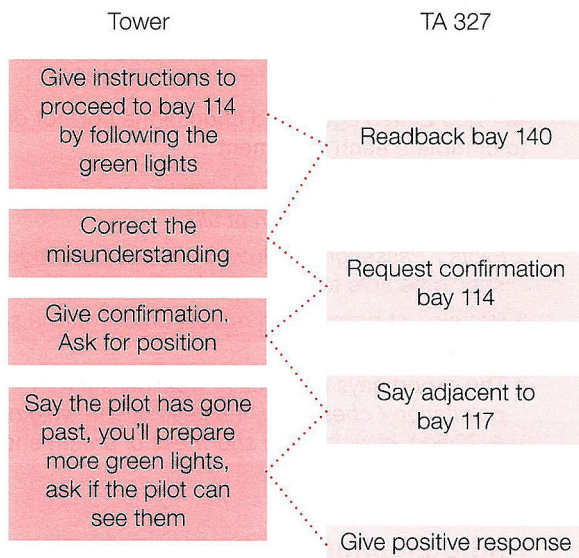 Tower
TA 327
Give instructions to
proceed to bay 114
by following the
green lights
Readback bay 140
Correct the
misunderstanding
Request confirmation
bay 114
Give confirmation.
Ask for position
Say adjacent to
bay 117
Say the pilot has gone
past, you'll prepare
more green lights,
ask if the pilot can
see them
Give positive response